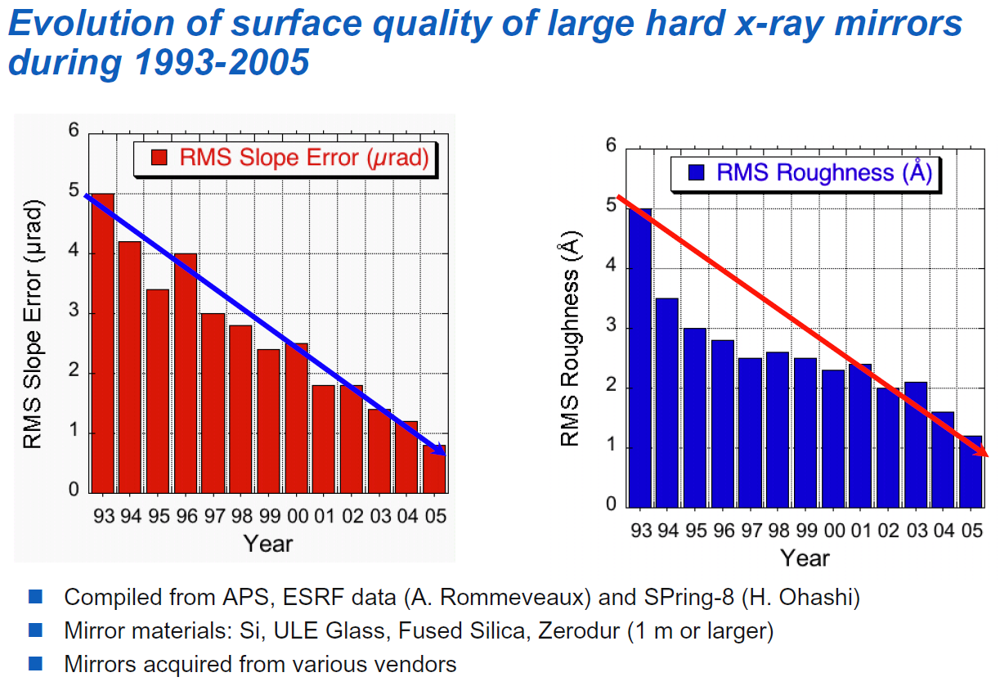 Evolution of surface quality of large hard x-ray mirrors
during 1993-2005
RMS Slope Error (µrad)
6
5
4
3
2
1
0
RMS Slope Error (µrad)
93 94 95 96 97 98 99 00 01 02 03 04 05
Year
RMS Roughness (Å)
6
5
4
3
2
1
0
RMS Roughness (Å)
93 94 95 96 97 98 99 00 01 02 03 04 05
Year
Compiled from APS, ESRF data (A. Rommeveaux) and SPring-8 (H. Ohashi)
Mirror materials: Si, ULE Glass, Fused Silica, Zerodur (1 m or larger)
Mirrors acquired from various vendors